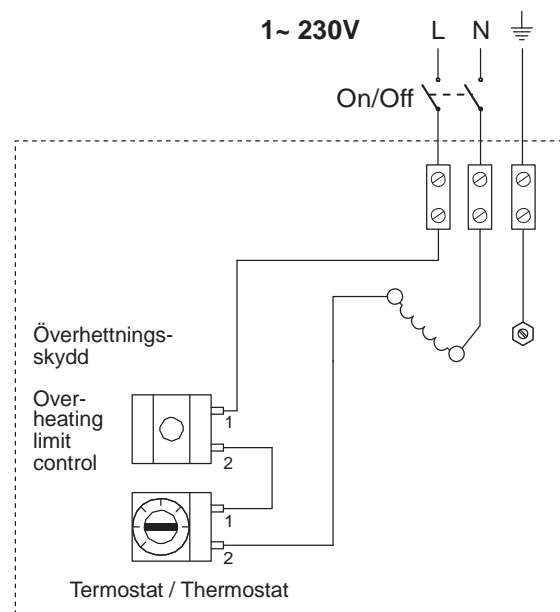 1~ 230V L N
On/Off
Överhettnings-
skydd
Over-
heating
limit
control
1
2
1
2
Termostat / Thermostat